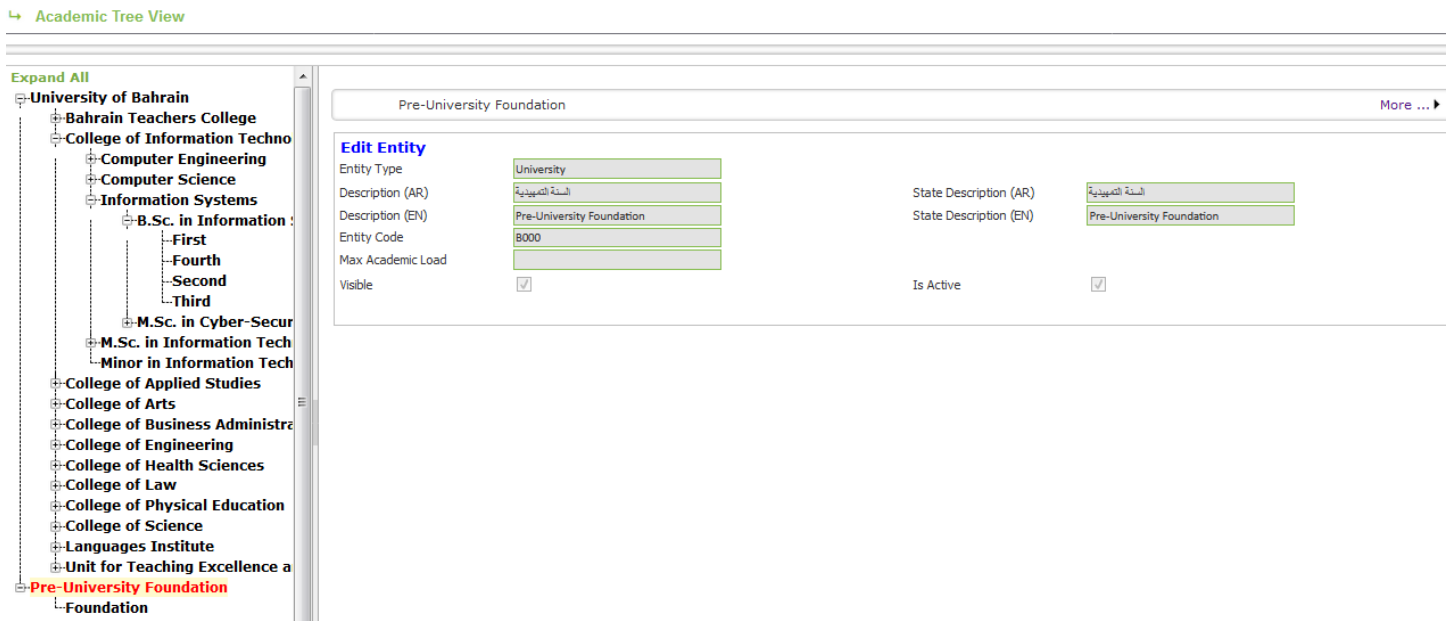 Academic Tree View
Expand All
University of Bahrain
Bahrain Teachers College
College of Information Techno
Computer Engineering
Computer Science
Information Systems
B.Sc. in Information
First
Fourth
Second
Third
M.Sc. in Cyber-Secur
M.Sc. in Information Tech
Minor in Information Tech
College of Applied Studies
College of Arts
College of Business Administra
College of Engineering
College of Health Sciences
College of Law
College of Physical Education
College of Science
Languages Institute
Unit for Teaching Excellence a
Pre-University Foundation
Foundation
Pre-University Foundation More ...
Edit Entity
Entity Type University
Description (AR) السنة التمهيدية State Description (AR) السنة التمهيدية
Description (EN) Pre-University Foundation State Description (EN) Pre-University Foundation
Entity Code B000
Max Academic Load
Visible Is Active